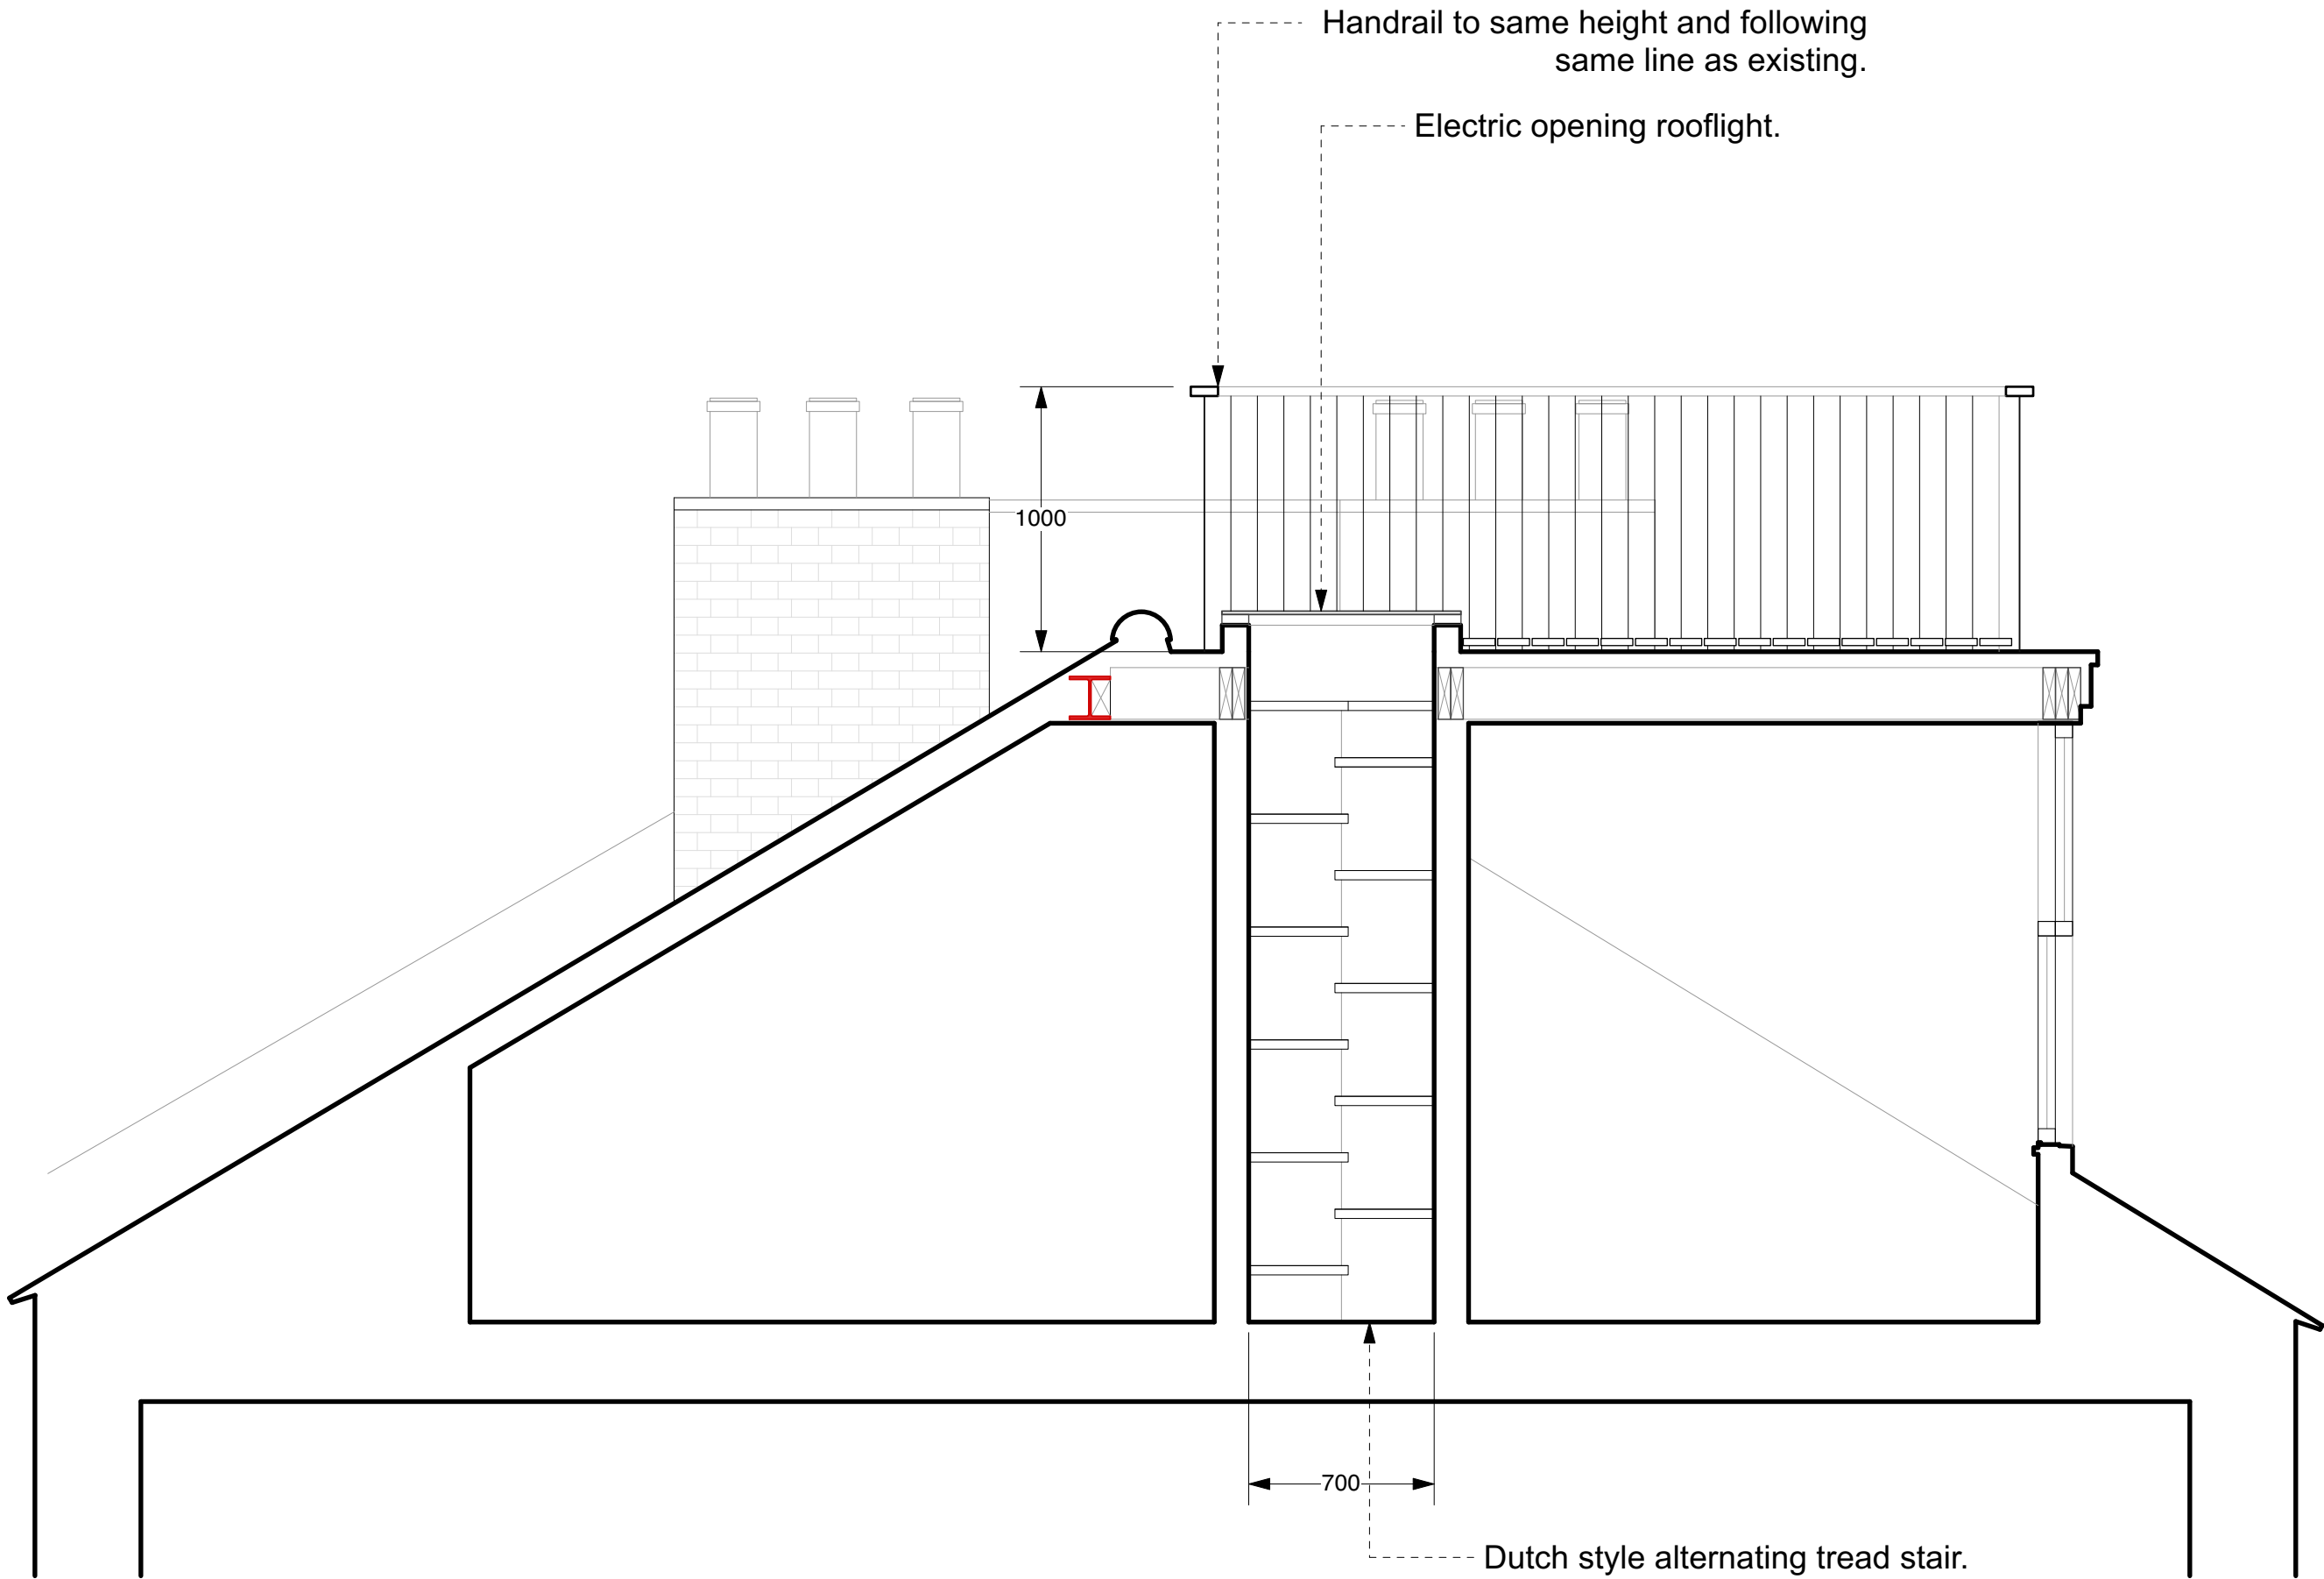 Handrail to same height and following
same line as existing.
Electric opening rooflight.
1000
700
Dutch style alternating tread stair.